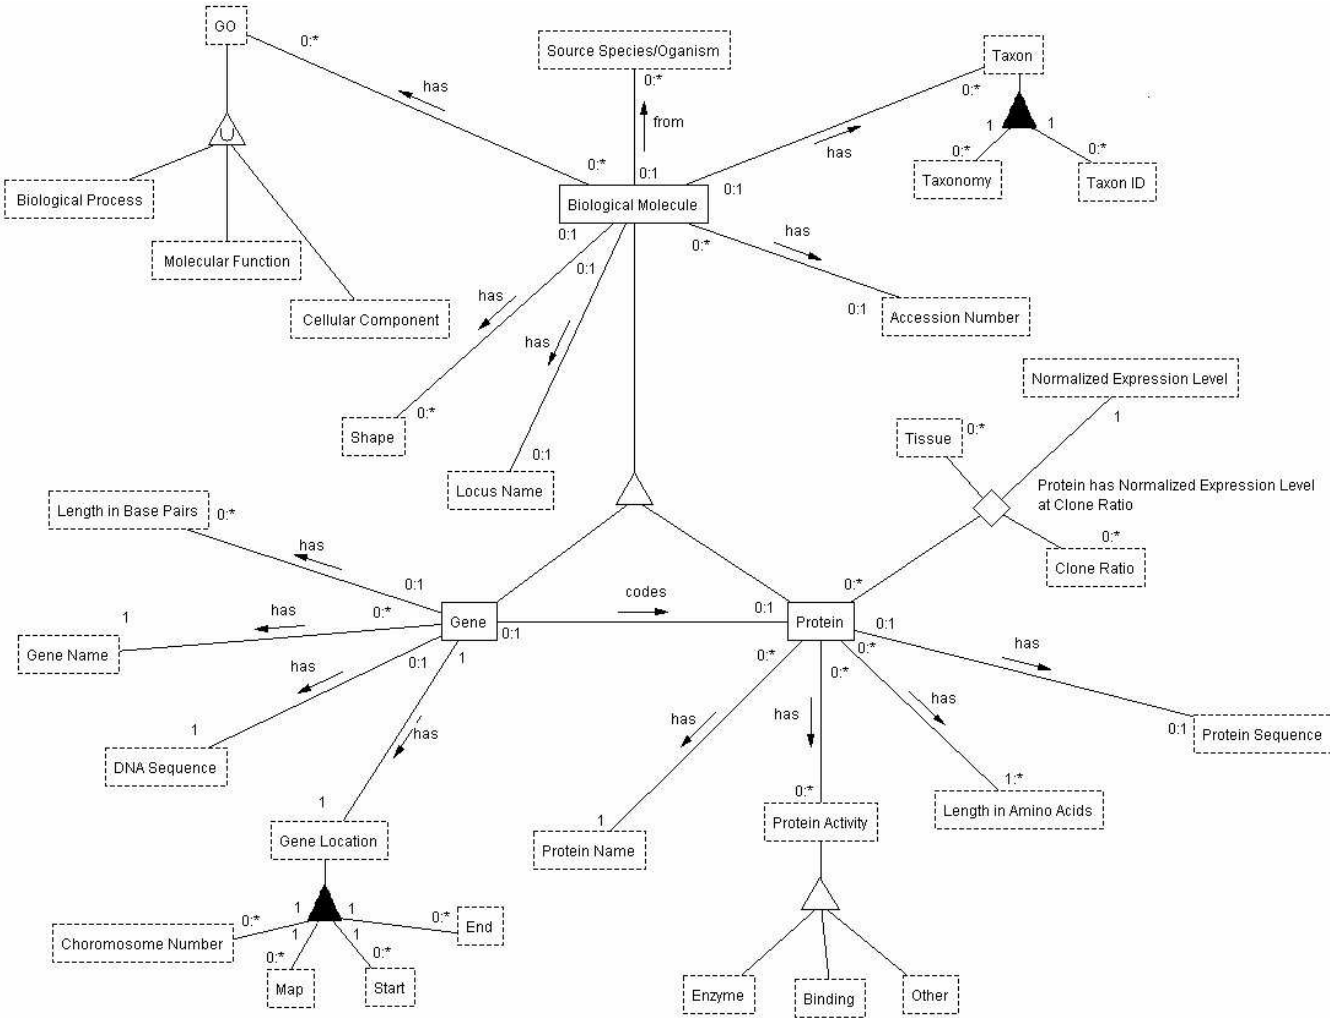 GO
0:*
has
Source Species/Oganism
0:*
from
0:1
Taxon
0:*
1
1
0:*
0:*
Taxonomy
Taxon ID
has
0:1
Biological Process
Molecular Function
Cellular Component
U
0:*
Biological Molecule
0:1
0:1
0:*
has
0:1
Accession Number
has
0:*
Shape
has
0:1
Locus Name
Normalized Expression Level
1
Tissue
0:*
Protein has Normalized Expression Level
at Clone Ratio
0:*
Clone Ratio
0:*
Length in Base Pairs
0:*
has
0:1
1
has
0:*
Gene Name
Gene
0:1
codes
0:1
Protein
0:1
has
0:1
Protein Sequence
has
0:1
1
DNA Sequence
1
has
1
Gene Location
0:*
has
1
Protein Name
0:*
has
0:*
Protein Activity
0:*
has
1:*
Length in Amino Acids
1
1
1
1
0:*
Choromosome Number
0:*
Map
0:*
Start
0:*
End
Enzyme
Binding
Other